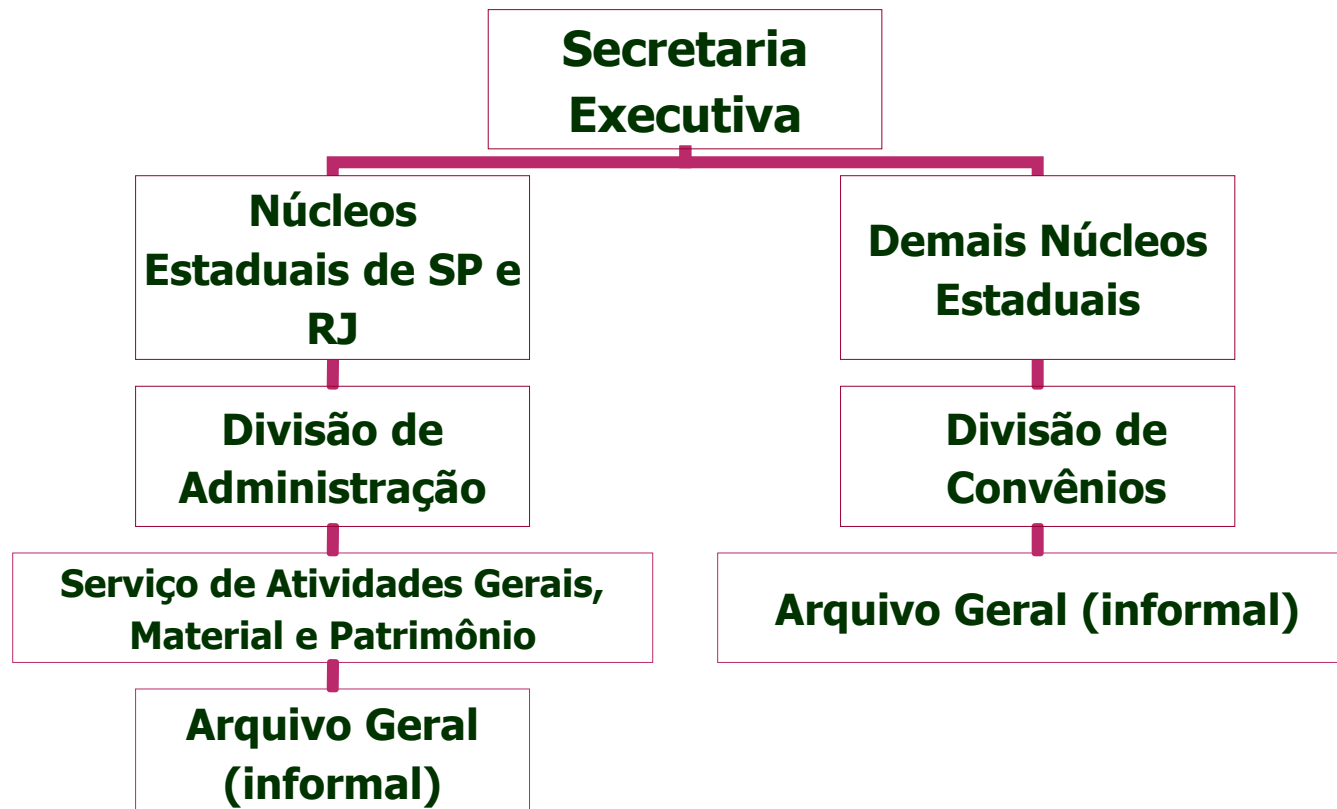 Secretaria
Executiva
Núcleos
Estaduais de SP e
RJ
Demais Núcleos
Estaduais
Divisão de
Administração
Divisão de
Convênios
Serviço de Atividades Gerais,
Material e Patrimônio
Arquivo Geral (informal)
Arquivo Geral
(informal)